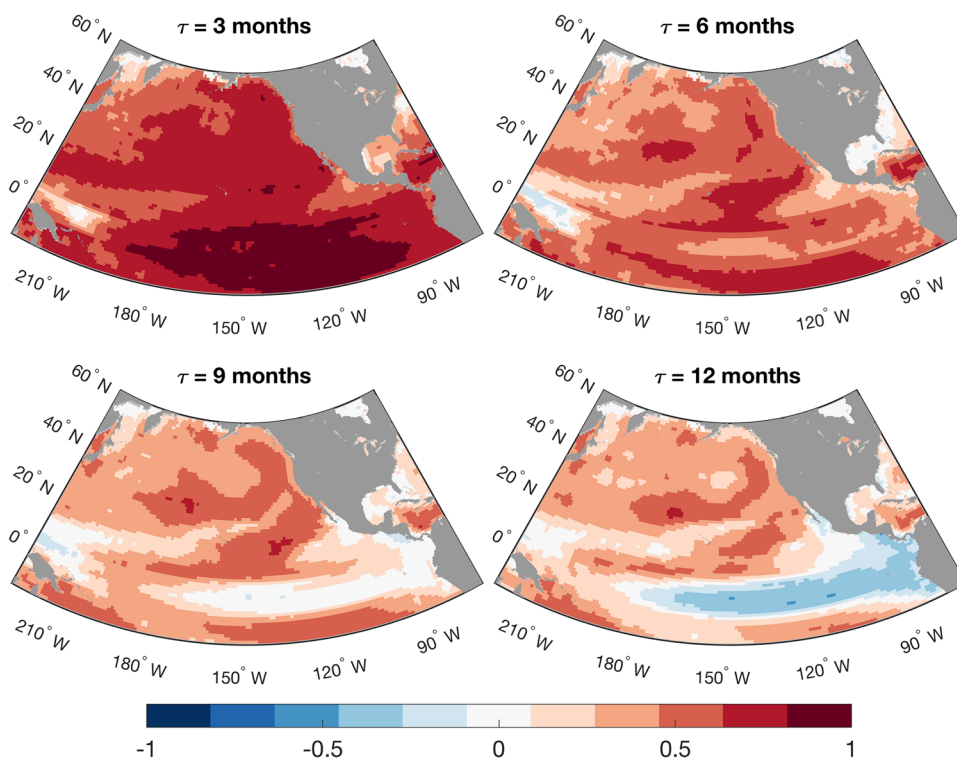 τ = 3 months
60° N
40° N
20° N
0°
210° W
180° W
150° W
120° W
90° W
τ = 6 months
60° N
40° N
20° N
0°
210° W
180° W
150° W
120° W
90° W
τ = 9 months
60° N
40° N
20° N
0°
210° W
180° W
150° W
120° W
90° W
τ = 12 months
60° N
40° N
20° N
0°
210° W
180° W
150° W
120° W
90° W
-1 -0.5 0 0.5 1